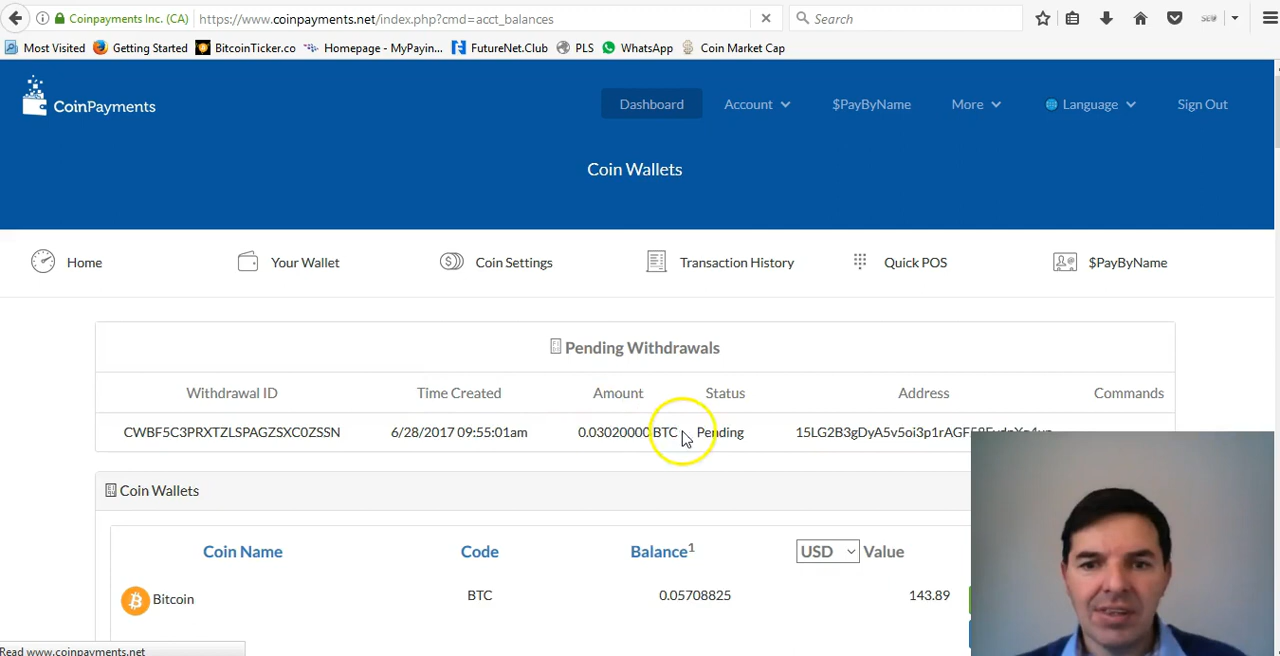 Coinpayments Inc. (CA) https://www.coinpayments.net/index.php?cmd=acct_balances Search
Most Visited Getting Started BitcoinTicker.co Homepage - MyPayin... FutureNet.Club PLS WhatsApp Coin Market Cap
CoinPayments Dashboard Account $PayByName More Language Sign Out
Coin Wallets
Home Your Wallet Coin Settings Transaction History Quick POS $PayByName
Pending Withdrawals
Withdrawal ID Time Created Amount Status Address Commands
CWBF5C3PRXTZLSPAGZSXC0ZSSN 6/28/2017 09:55:01am 0.03020000 BTC Pending
Coin Wallets
Coin Name Code Balance1 USD Value
Bitcoin BTC 0.05708825 143.89
Read www.coinpayments.net